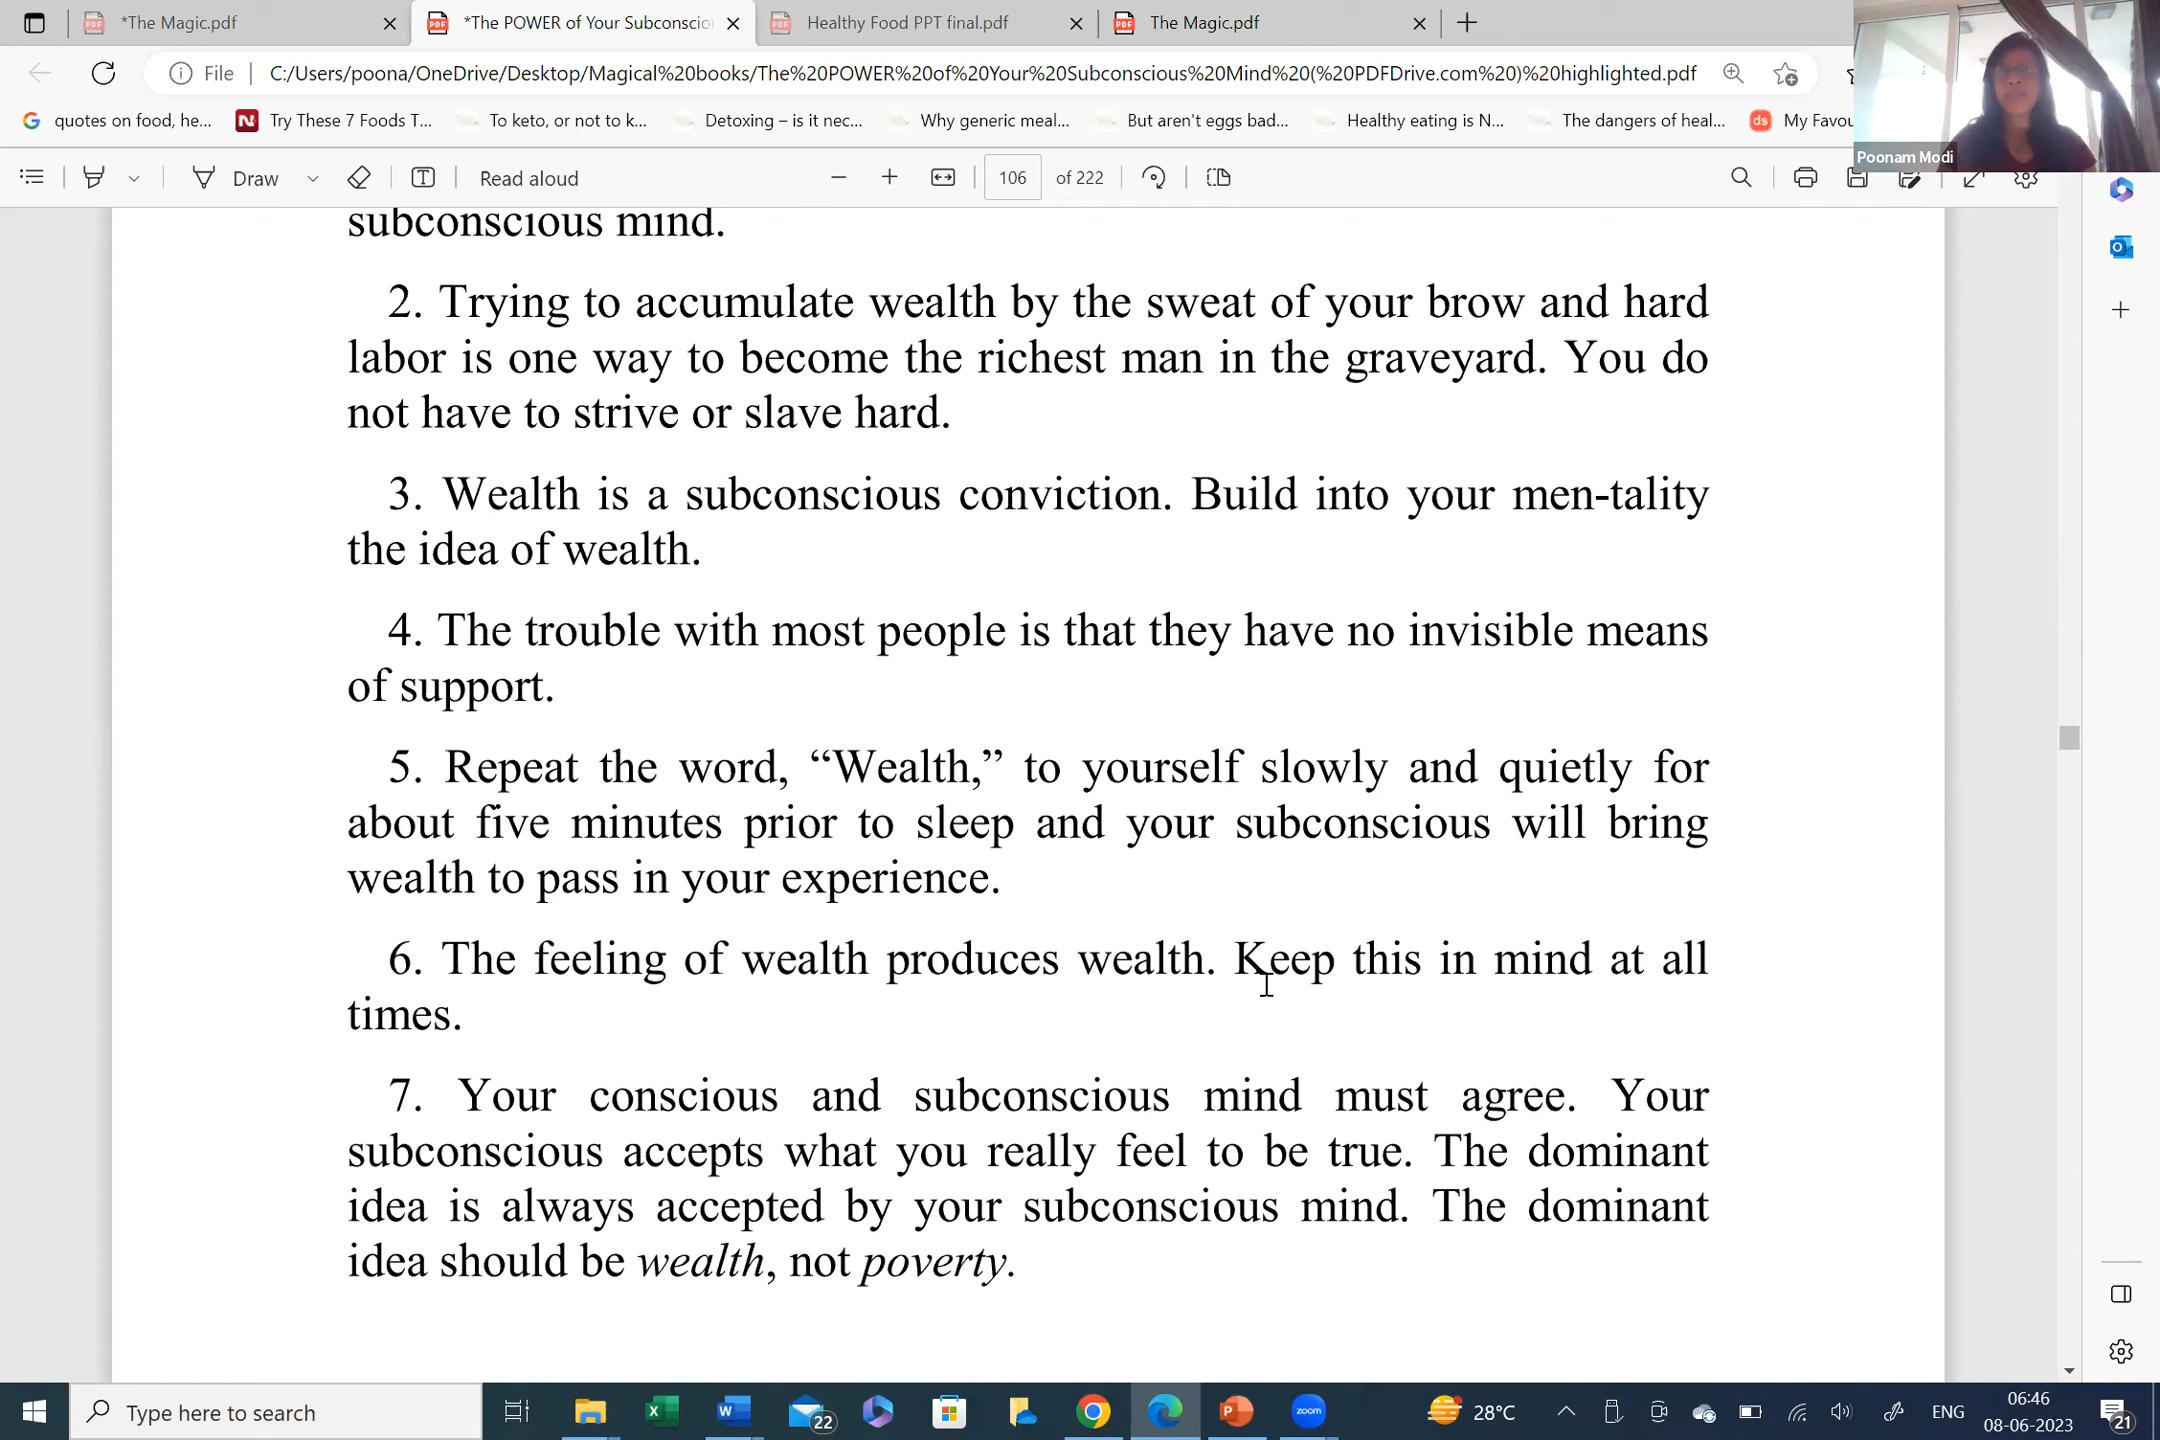 *The Magic.pdf
*The POWER of Your Subconscio
Healthy Food PPT final.pdf
The Magic.pdf
File
C:/Users/poona/OneDrive/Desktop/Magical%20books/The%20POWER%20of%20Your%20Subconscious%20Mind%20(%20PDFDrive.com%20)%20highlighted.pdf
quotes on food, he...
Try These 7 Foods T...
To keto, or not to k...
Detoxing – is it nec...
Why generic meal...
But aren't eggs bad...
Healthy eating is N...
The dangers of heal...
My Favou
Poonam Modi
Draw
Read aloud
106
of 222
subconscious mind.
2. Trying to accumulate wealth by the sweat of your brow and hard
labor is one way to become the richest man in the graveyard. You do
not have to strive or slave hard.
3. Wealth is a subconscious conviction. Build into your men-tality
the idea of wealth.
4. The trouble with most people is that they have no invisible means
of support.
5. Repeat the word, “Wealth,” to yourself slowly and quietly for
about five minutes prior to sleep and your subconscious will bring
wealth to pass in your experience.
6. The feeling of wealth produces wealth. Keep this in mind at all
times.
7. Your conscious and subconscious mind must agree. Your
subconscious accepts what you really feel to be true. The dominant
idea is always accepted by your subconscious mind. The dominant
idea should be wealth, not poverty.
Type here to search
22
zoom
28°C
ENG
06:46
08-06-2023
21